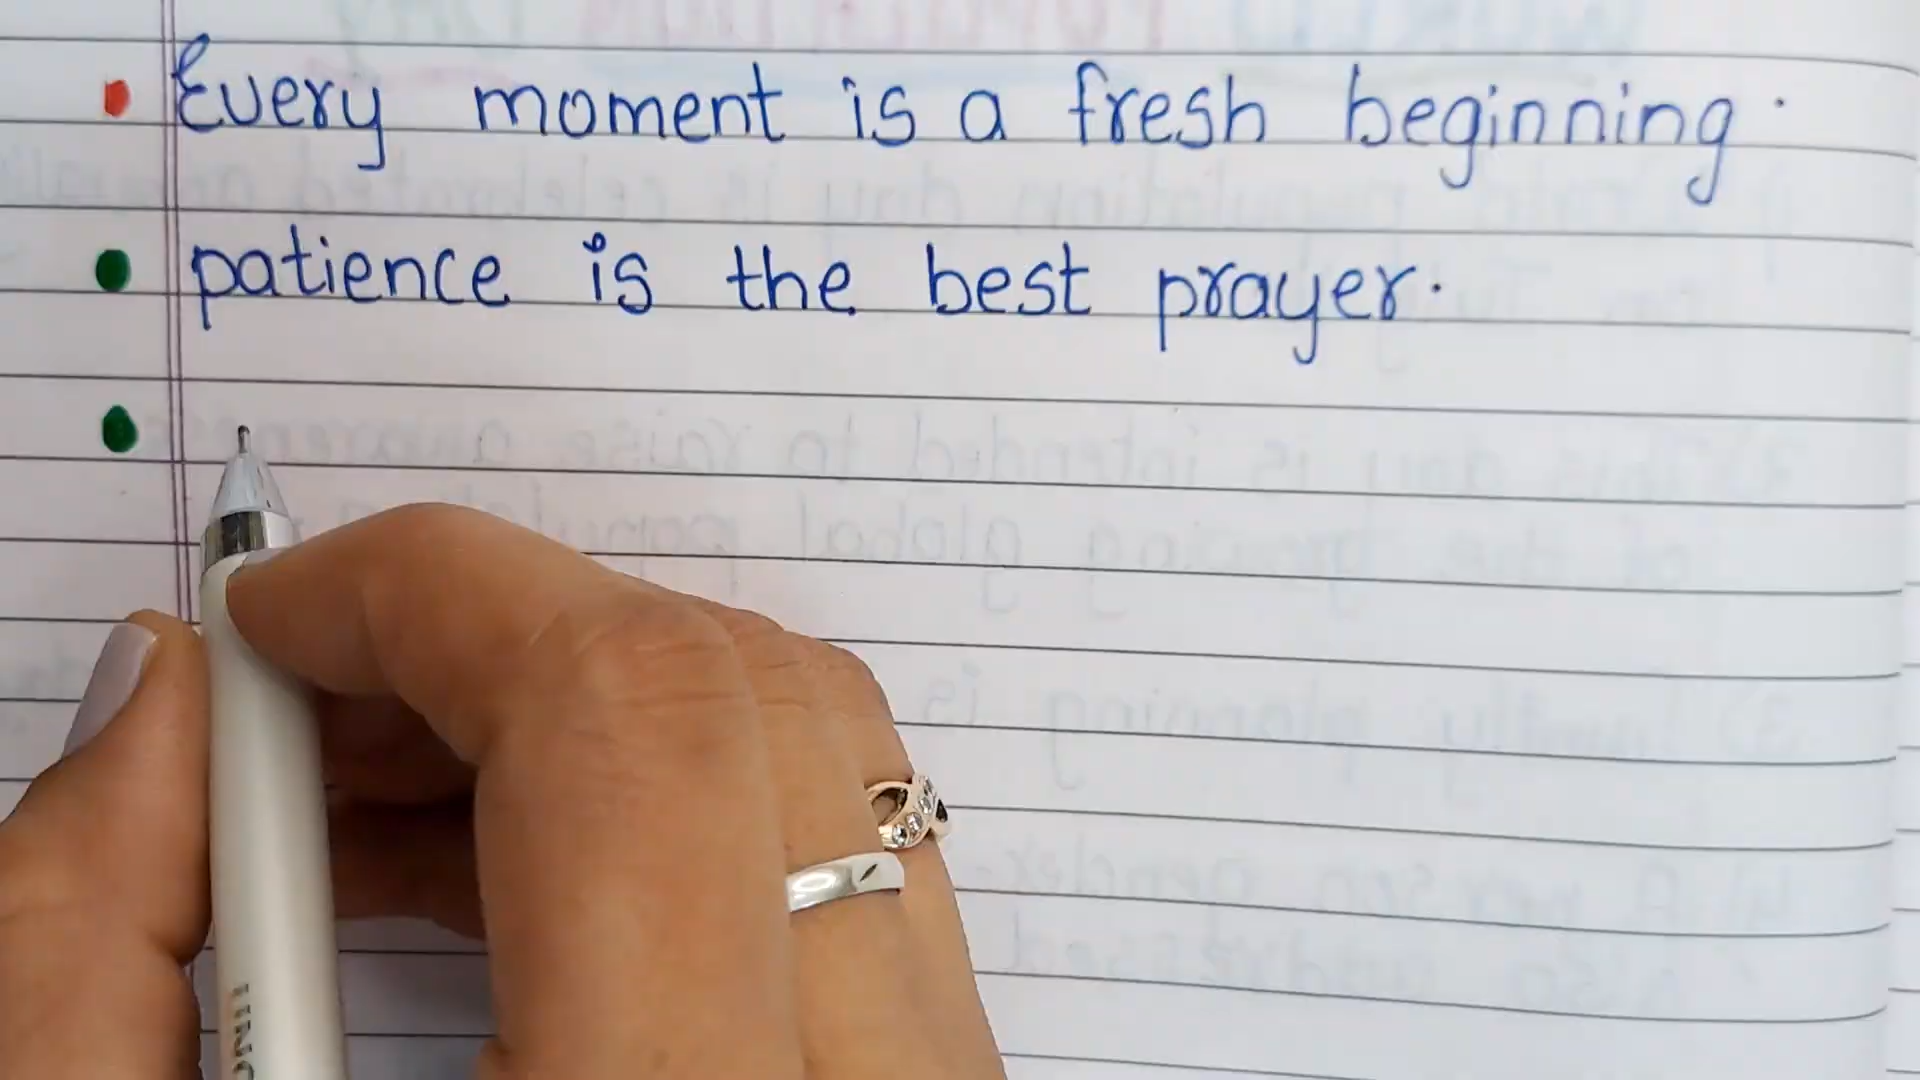 • Every moment is a fresh beginning.
• patience is the best prayer.
•